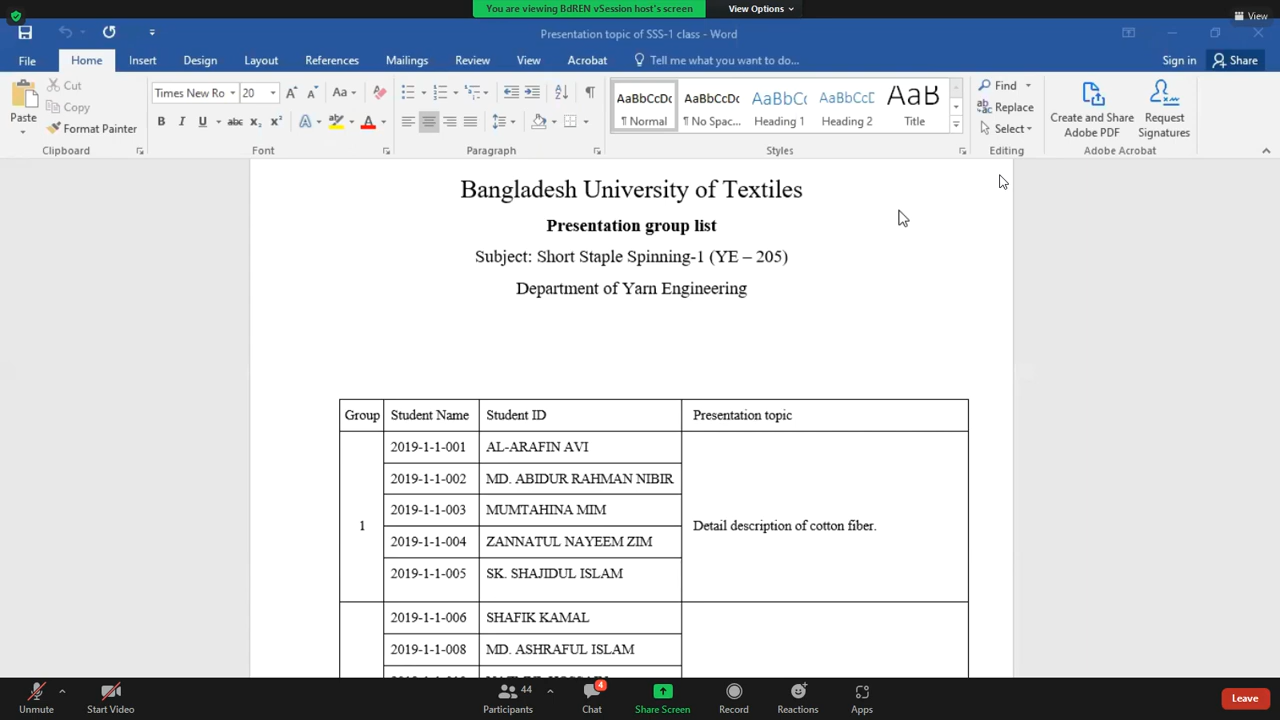 You are viewing BdREN vSession host's screen
View Options
View
Presentation topic of SSS-1 class - Word
File Home Insert Design Layout References Mailings Review View Acrobat Tell me what you want to do... Sign in Share
Paste
Cut
Copy
Format Painter
Clipboard
Times New Ro 20
Font
Paragraph
AaBbCcDc AaBbCcDc AaBbCc AaBbCcD AaB
¶ Normal ¶ No Spac... Heading 1 Heading 2 Title
Styles
Find
Replace
Select
Editing
Create and Share Adobe PDF
Request Signatures
Adobe Acrobat
Bangladesh University of Textiles
Presentation group list
Subject: Short Staple Spinning-1 (YE – 205)
Department of Yarn Engineering
Group Student Name Student ID Presentation topic
2019-1-1-001 AL-ARAFIN AVI
2019-1-1-002 MD. ABIDUR RAHMAN NIBIR
2019-1-1-003 MUMTAHINA MIM
1 Detail description of cotton fiber.
2019-1-1-004 ZANNATUL NAYEEM ZIM
2019-1-1-005 SK. SHAJIDUL ISLAM
2019-1-1-006 SHAFIK KAMAL
2019-1-1-008 MD. ASHRAFUL ISLAM
Unmute Start Video Participants 44 Chat 4 Share Screen Record Reactions Apps Leave